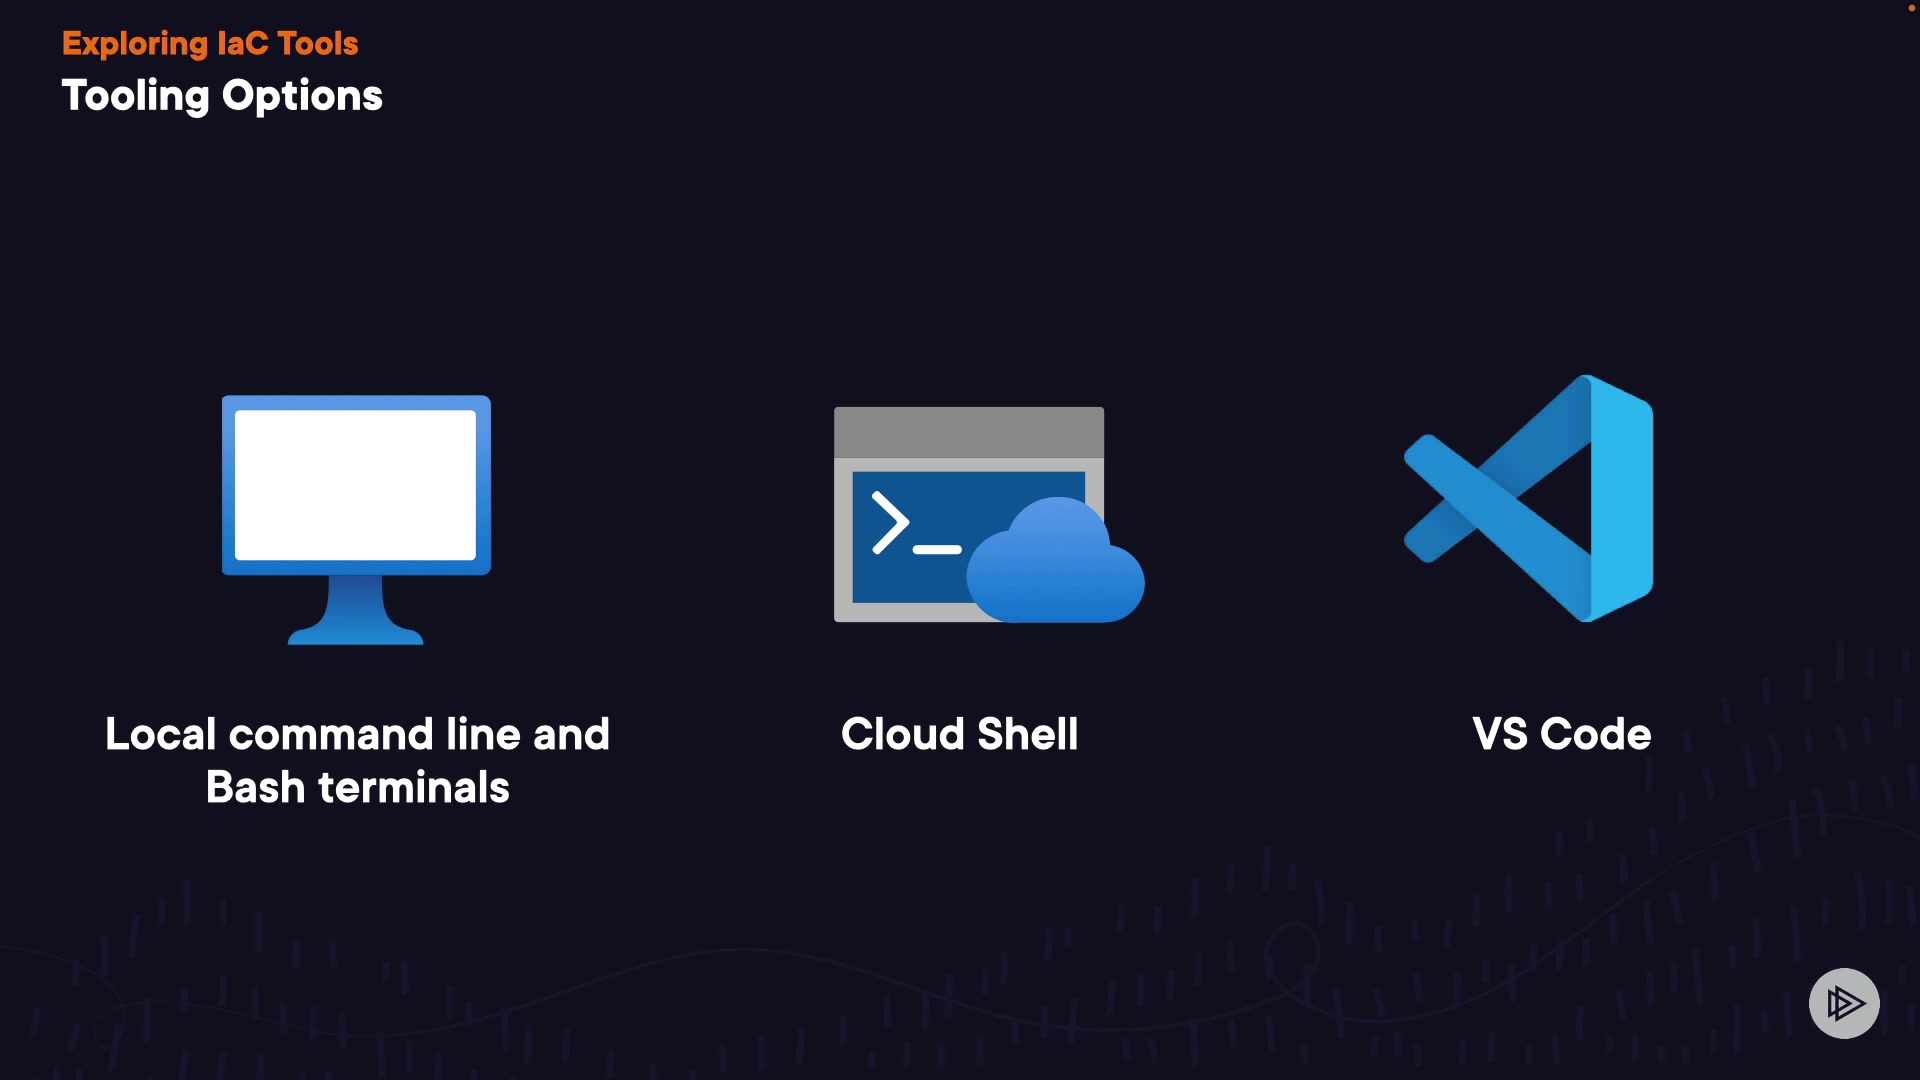 Exploring IaC Tools
Tooling Options
Local command line and
Bash terminals
Cloud Shell
VS Code